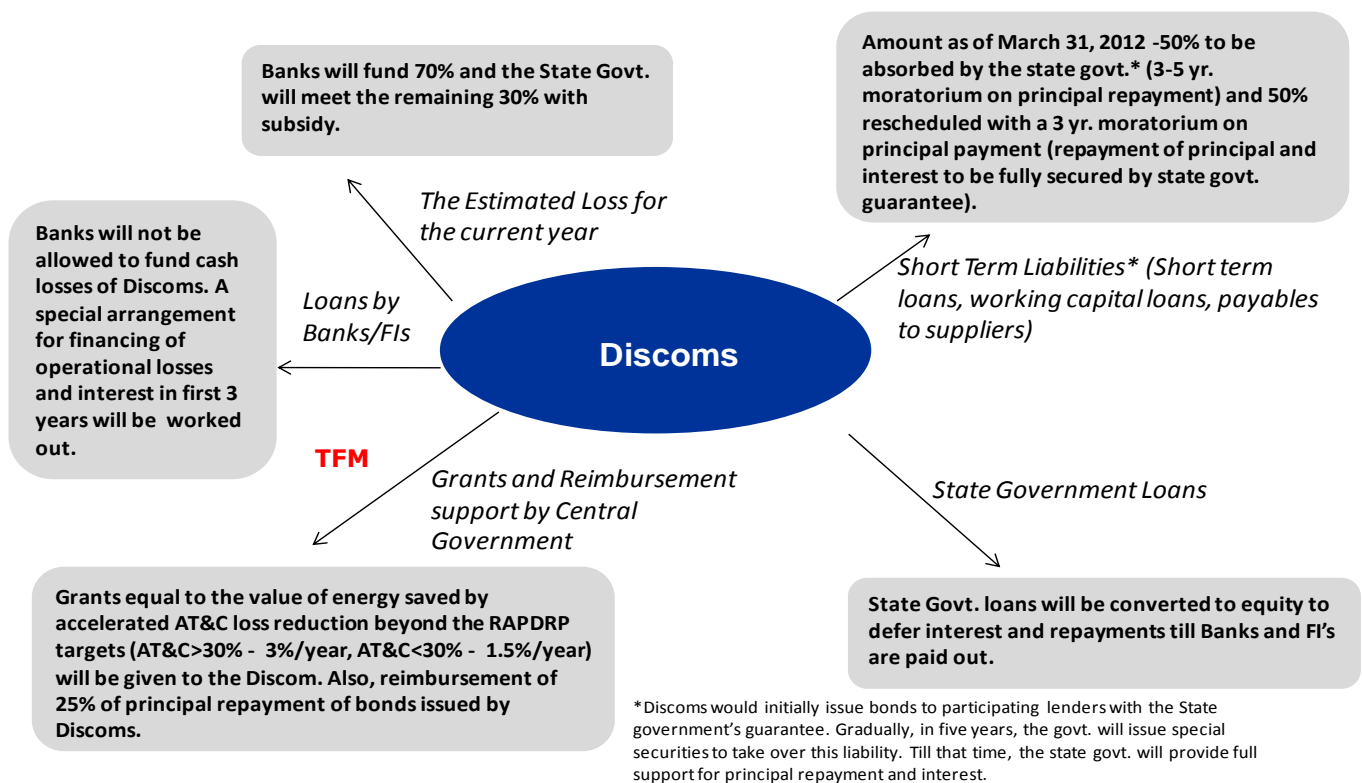 Banks will fund 70% and the State Govt.
will meet the remaining 30% with
subsidy.
Amount as of March 31, 2012 -50% to be
absorbed by the state govt.* (3-5 yr.
moratorium on principal repayment) and 50%
rescheduled with a 3 yr. moratorium on
principal payment (repayment of principal and
interest to be fully secured by state govt.
guarantee).
The Estimated Loss for
the current year
Banks will not be
allowed to fund cash
losses of Discoms. A
special arrangement
for financing of
operational losses
and interest in first 3
years will be worked
out.
Loans by
Banks/FIs
Short Term Liabilities* (Short term
loans, working capital loans, payables
to suppliers)
Discoms
TFM
Grants and Reimbursement
support by Central
Government
State Government Loans
Grants equal to the value of energy saved by
accelerated AT&C loss reduction beyond the RAPDRP
targets (AT&C>30% - 3%/year, AT&C<30% - 1.5%/year)
will be given to the Discom. Also, reimbursement of
25% of principal repayment of bonds issued by
Discoms.
State Govt. loans will be converted to equity to
defer interest and repayments till Banks and FI's
are paid out.
*Discoms would initially issue bonds to participating lenders with the State
government's guarantee. Gradually, in five years, the govt. will issue special
securities to take over this liability. Till that time, the state govt. will provide full
support for principal repayment and interest.